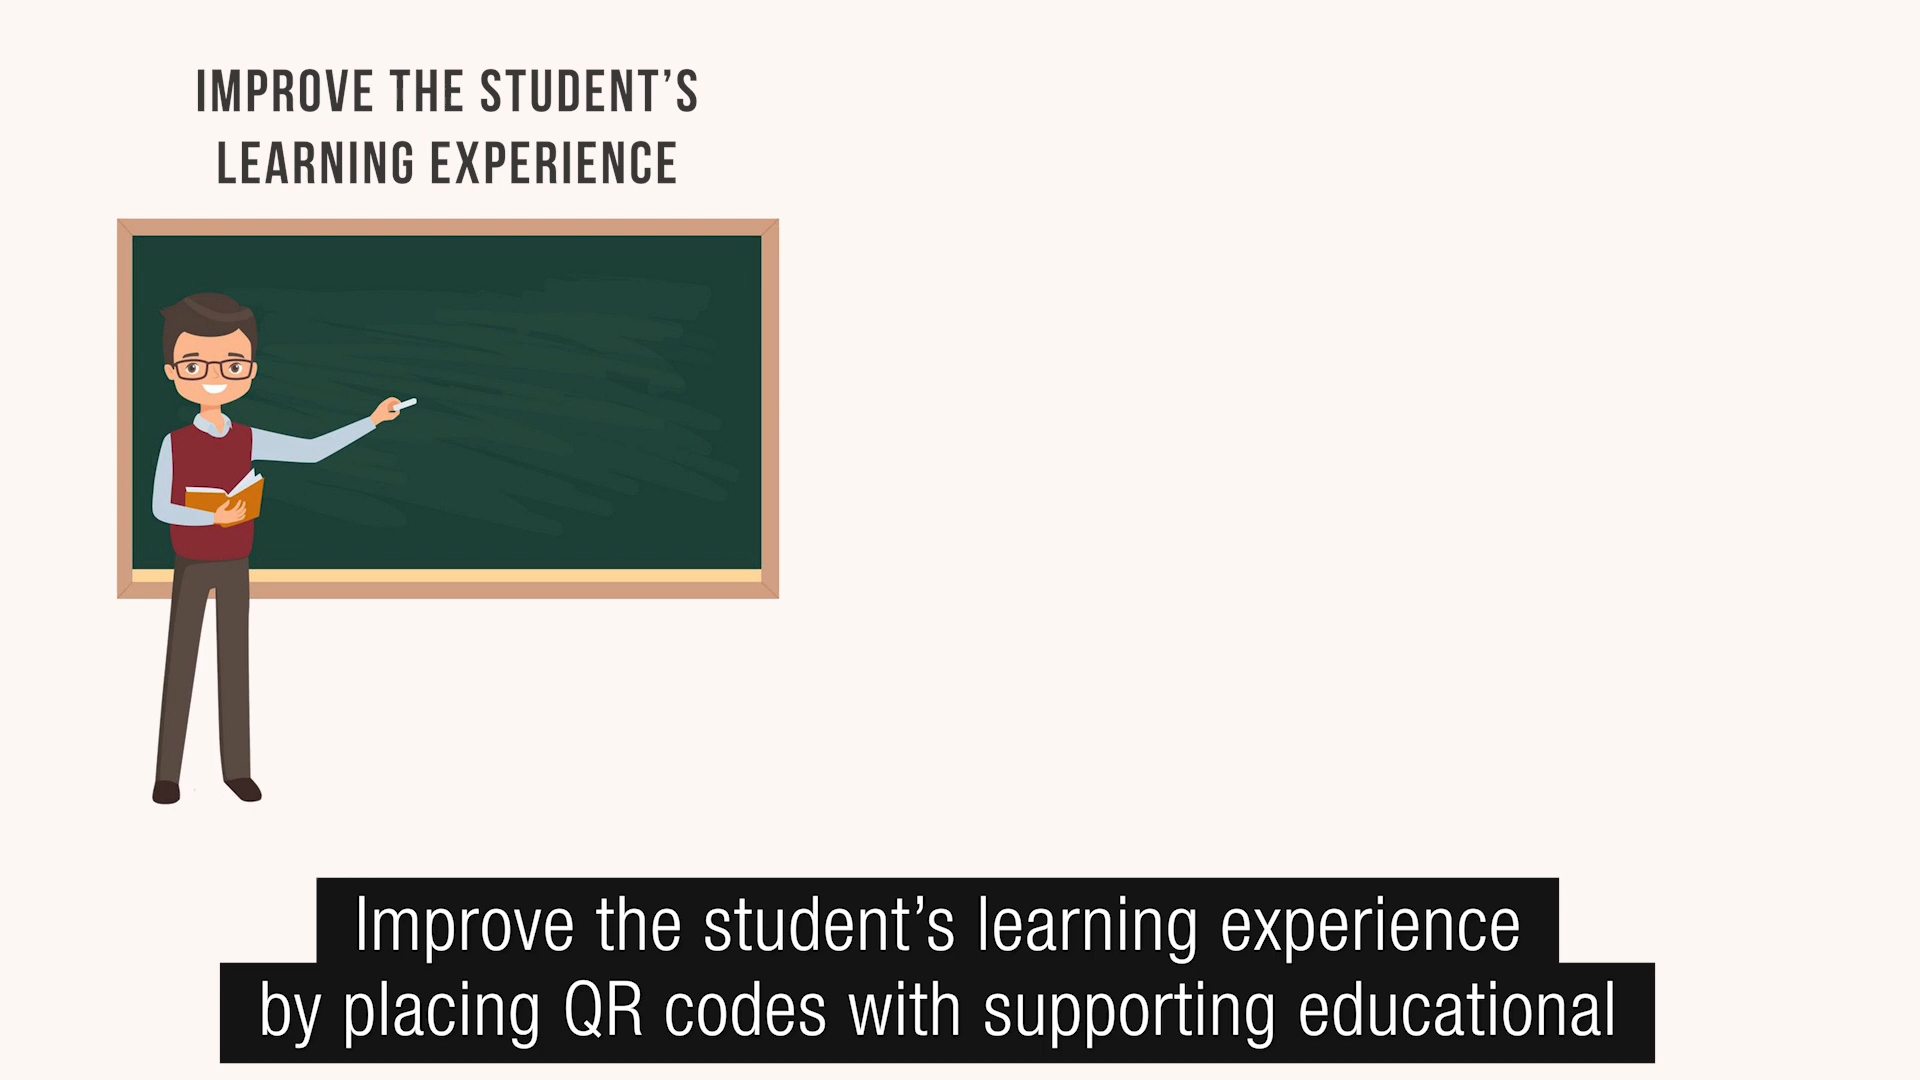 IMPROVE THE STUDENT’S
LEARNING EXPERIENCE
Improve the student’s learning experience
by placing QR codes with supporting educational